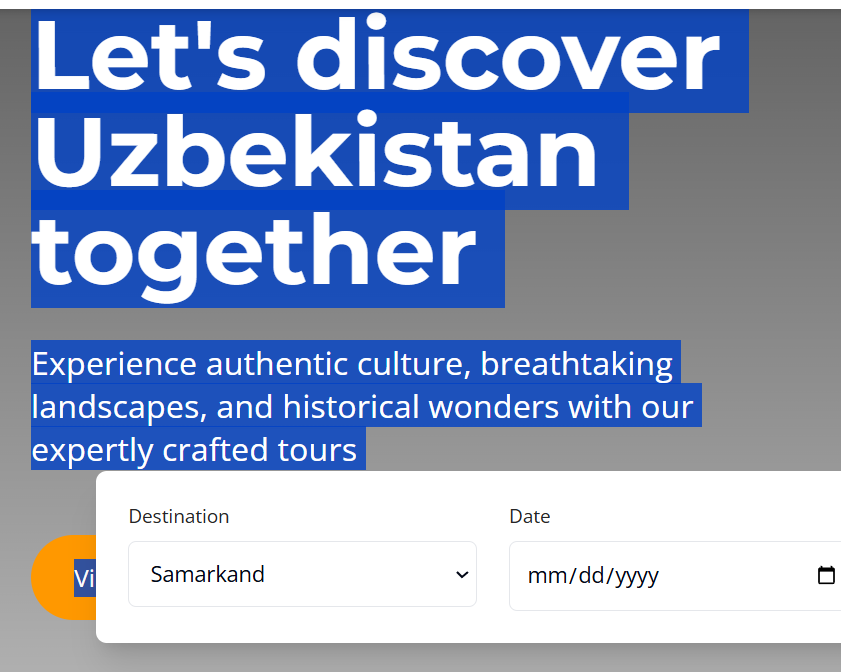 Let's discover
Uzbekistan
together
Experience authentic culture, breathtaking
landscapes, and historical wonders with our
expertly crafted tours
Destination
Date
Samarkand
mm/dd/yyyy
Vi